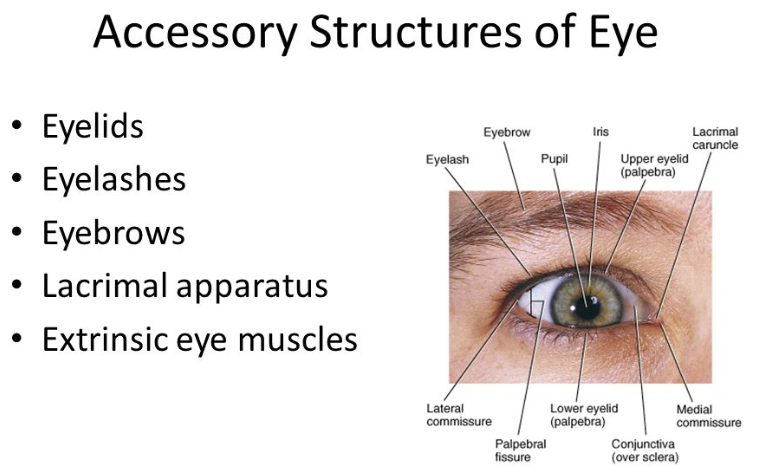 Accessory Structures of Eye
• Eyelids
• Eyelashes
• Eyebrows
• Lacrimal apparatus
• Extrinsic eye muscles
Eyebrow
Iris
Lacrimal
caruncle
Eyelash
Pupil
Upper eyelid
(palpebra)
Lateral
commissure
Lower eyelid
(palpebra)
Medial
commissure
Palpebral
fissure
Conjunctiva
(over sclera)